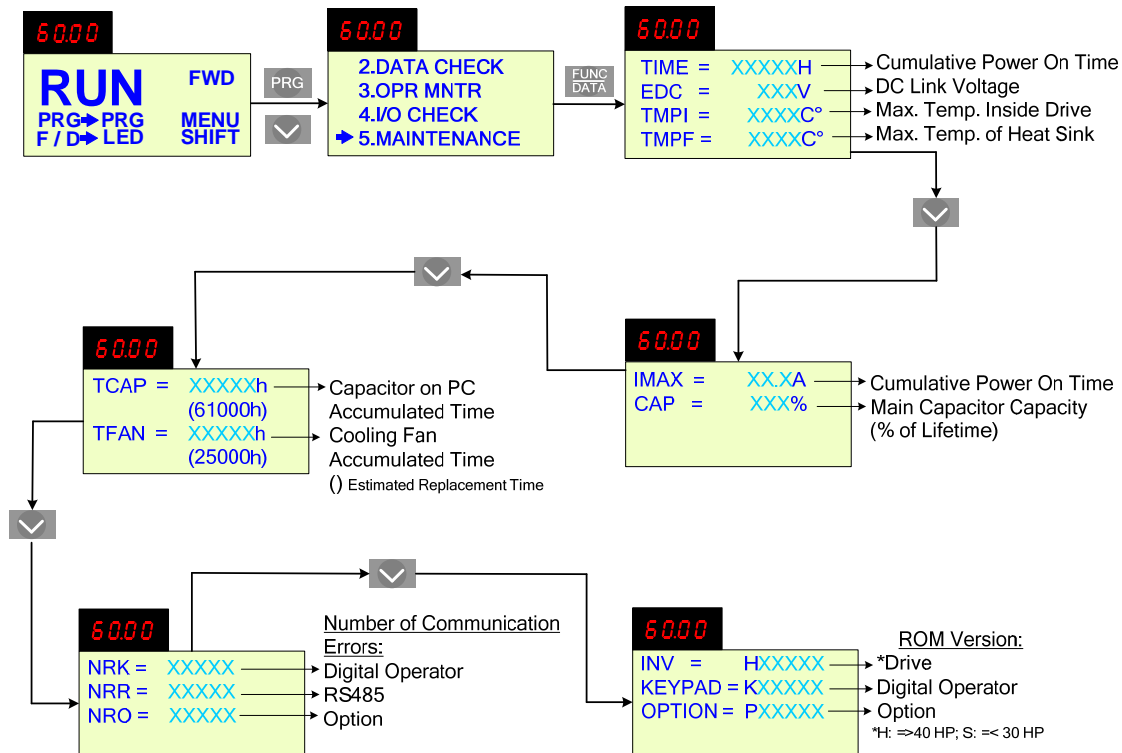 60.00
RUN FWD
PRG➔PRG MENU
F / D➔LED SHIFT
PRG
60.00
2.DATA CHECK
3.OPR MNTR
4.I/O CHECK
➔5.MAINTENANCE
FUNC
DATA
60.00
TIME = XXXXXH Cumulative Power On Time
EDC = XXXV DC Link Voltage
TMPI = XXXXC° Max. Temp. Inside Drive
TMPF = XXXXC° Max. Temp. of Heat Sink
60.00
IMAX = XX.XA Cumulative Power On Time
CAP = XXX% Main Capacitor Capacity
(% of Lifetime)
60.00
TCAP = XXXXXh Capacitor on PC
(61000h) Accumulated Time
TFAN = XXXXXh Cooling Fan
(25000h) Accumulated Time
() Estimated Replacement Time
60.00
Number of Communication
Errors:
NRK = XXXXX Digital Operator
NRR = XXXXX RS485
NRO = XXXXX Option
60.00
ROM Version:
INV = HXXXXX *Drive
KEYPAD = KXXXXX Digital Operator
OPTION = PXXXXX Option
*H: =>40 HP; S: =< 30 HP